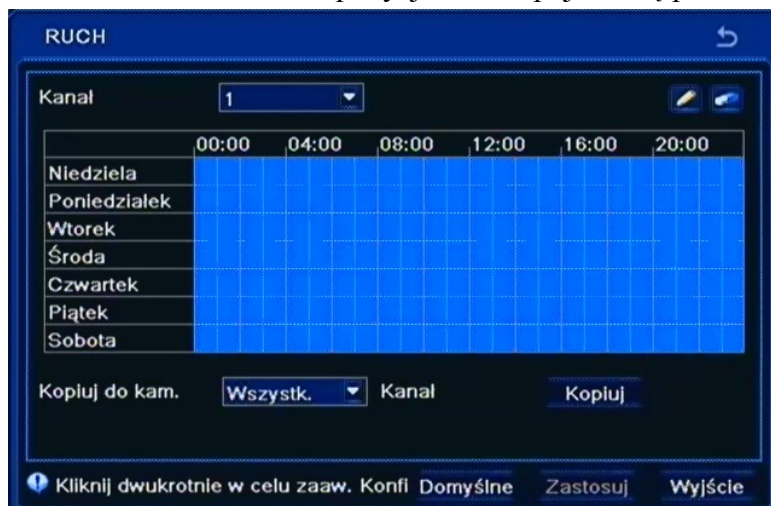 RUCH
Kanał 1
00:00 04:00 08:00 12:00 16:00 20:00
Niedziela
Poniedziałek
Wtorek
Środa
Czwartek
Piątek
Sobota
Kopiuj do kam. Wszystk. Kanał Kopiuj
Kliknij dwukrotnie w celu zaaw. Konfi Domyślne Zastosuj Wyjście